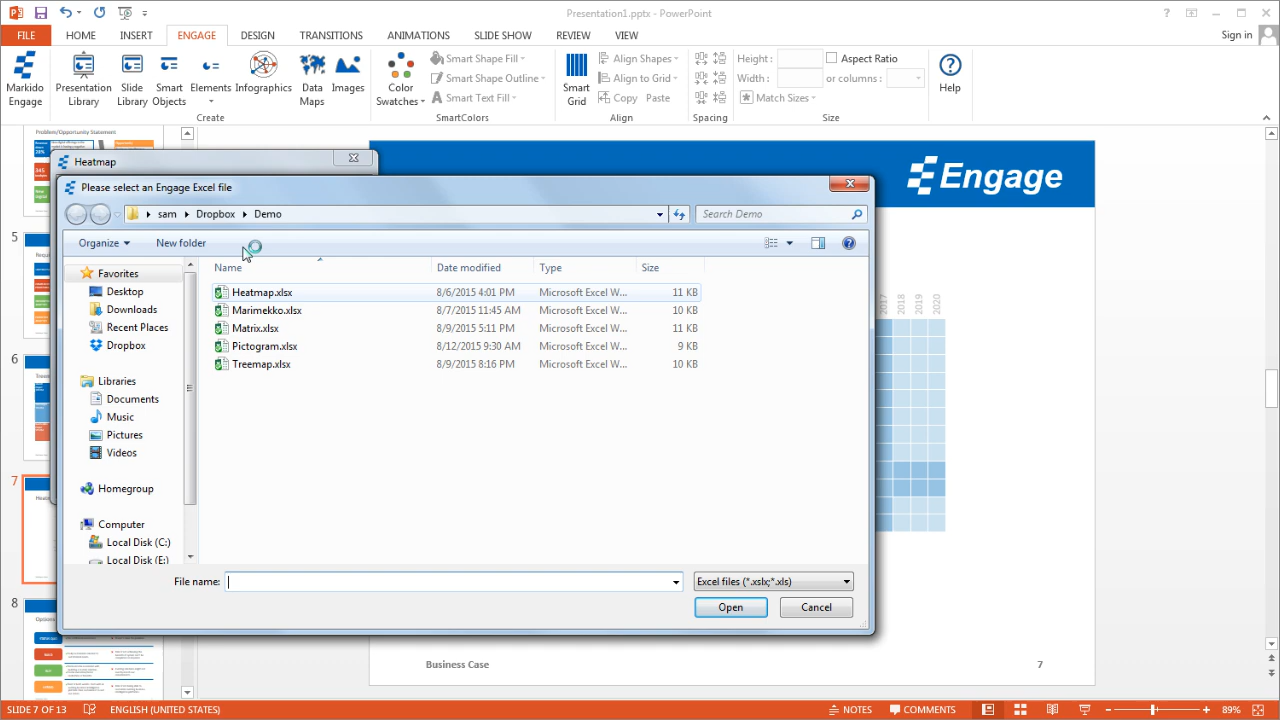 Presentation1.pptx - PowerPoint
Sign in
FILE HOME INSERT ENGAGE DESIGN TRANSITIONS ANIMATIONS SLIDE SHOW REVIEW VIEW
Markido Engage
Presentation Library
Slide Library
Smart Objects
Elements
Infographics
Data Maps
Images
Create
Color Swatches
Smart Shape Fill
Smart Shape Outline
Smart Text Fill
SmartColors
Smart Grid
Align Shapes
Align to Grid
Copy Paste
Align
Spacing
Height:
Width :
Aspect Ratio
or columns :
Match Sizes
Size
Help
Problem/Opportunity Statement
5
6
7
8
Heatmap
Please select an Engage Excel file
sam Dropbox Demo
Search Demo
Organize New folder
Favorites
Desktop
Downloads
Recent Places
Dropbox
Libraries
Documents
Music
Pictures
Videos
Homegroup
Computer
Local Disk (C:)
Local Disk (E:)
Name Date modified Type Size
Heatmap.xlsx 8/6/2015 4:01 PM Microsoft Excel W... 11 KB
Marimekko.xlsx 8/7/2015 11:45 AM Microsoft Excel W... 10 KB
Matrix.xlsx 8/9/2015 5:11 PM Microsoft Excel W... 11 KB
Pictogram.xlsx 8/12/2015 9:30 AM Microsoft Excel W... 9 KB
Treemap.xlsx 8/9/2015 8:16 PM Microsoft Excel W... 10 KB
File name:
Excel files (*.xslx;*.xls)
Open Cancel
Engage
2017 2018 2019 2020
Business Case
7
SLIDE 7 OF 13 ENGLISH (UNITED STATES) NOTES COMMENTS 89%